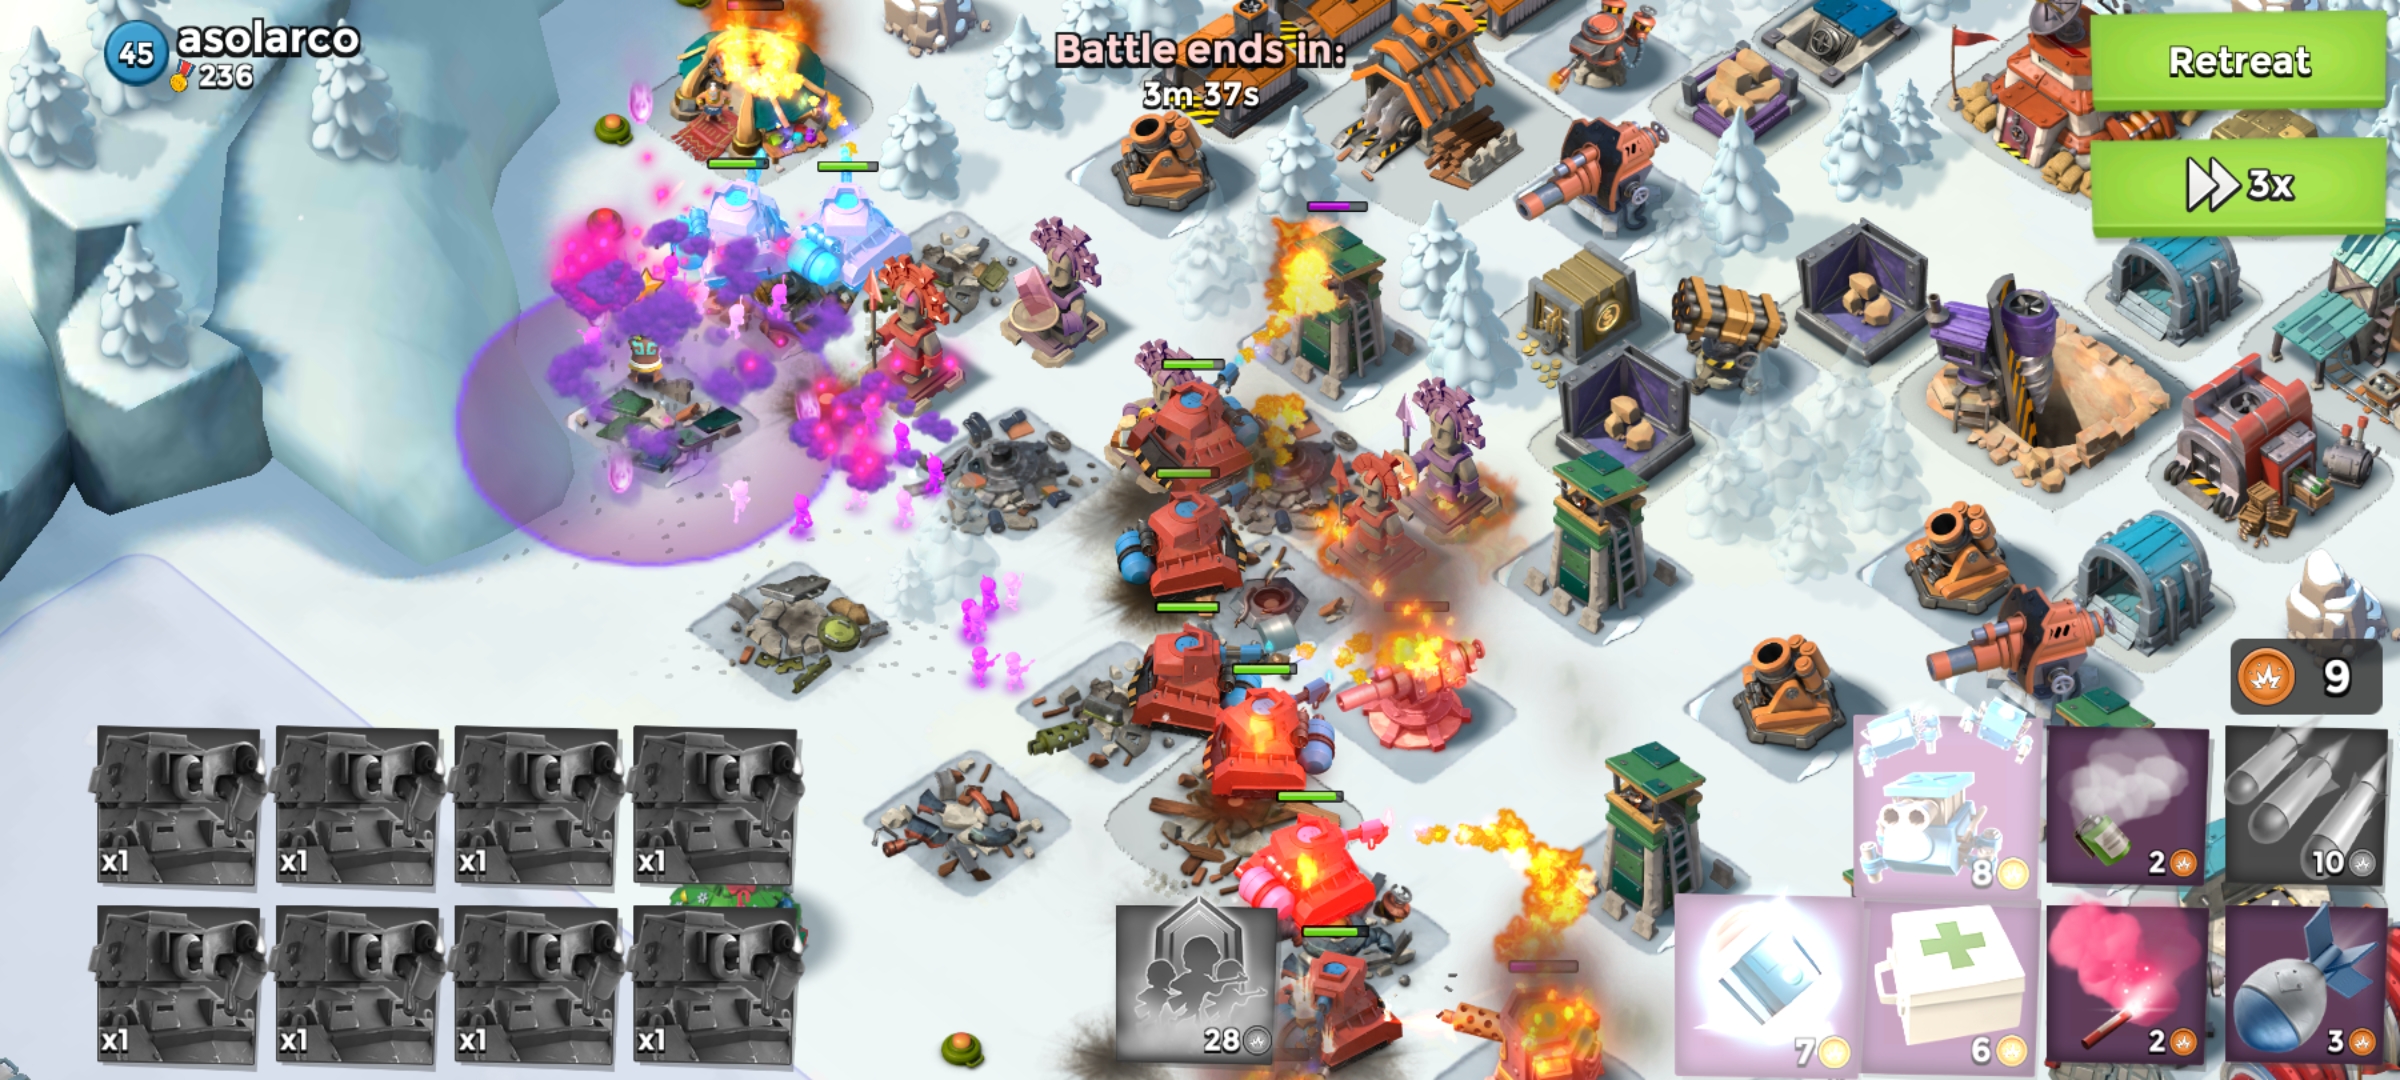 45 asolarco
236
Battle ends in:
3m 37s
Retreat
3x
9
x1 x1 x1 x1
8 2 10
x1 x1 x1 x1
28 7 6 2 3